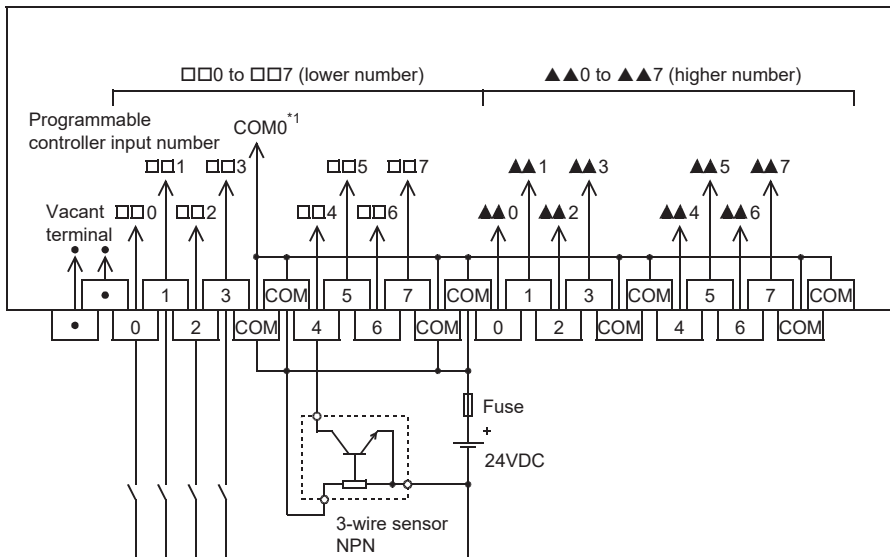 □□0 to □□7 (lower number)
▲▲0 to ▲▲7 (higher number)
Programmable
controller input number
COM0*1
□□1
□□3
□□5
□□7
▲▲1
▲▲3
▲▲5
▲▲7
Vacant
terminal
□□0
□□2
□□4
□□6
▲▲0
▲▲2
▲▲4
▲▲6
• 1 3 COM 5 7 COM 1 3 COM 5 7 COM
• 0 2 COM 4 6 COM 0 2 COM 4 6 COM
Fuse
+
24VDC
3-wire sensor
NPN